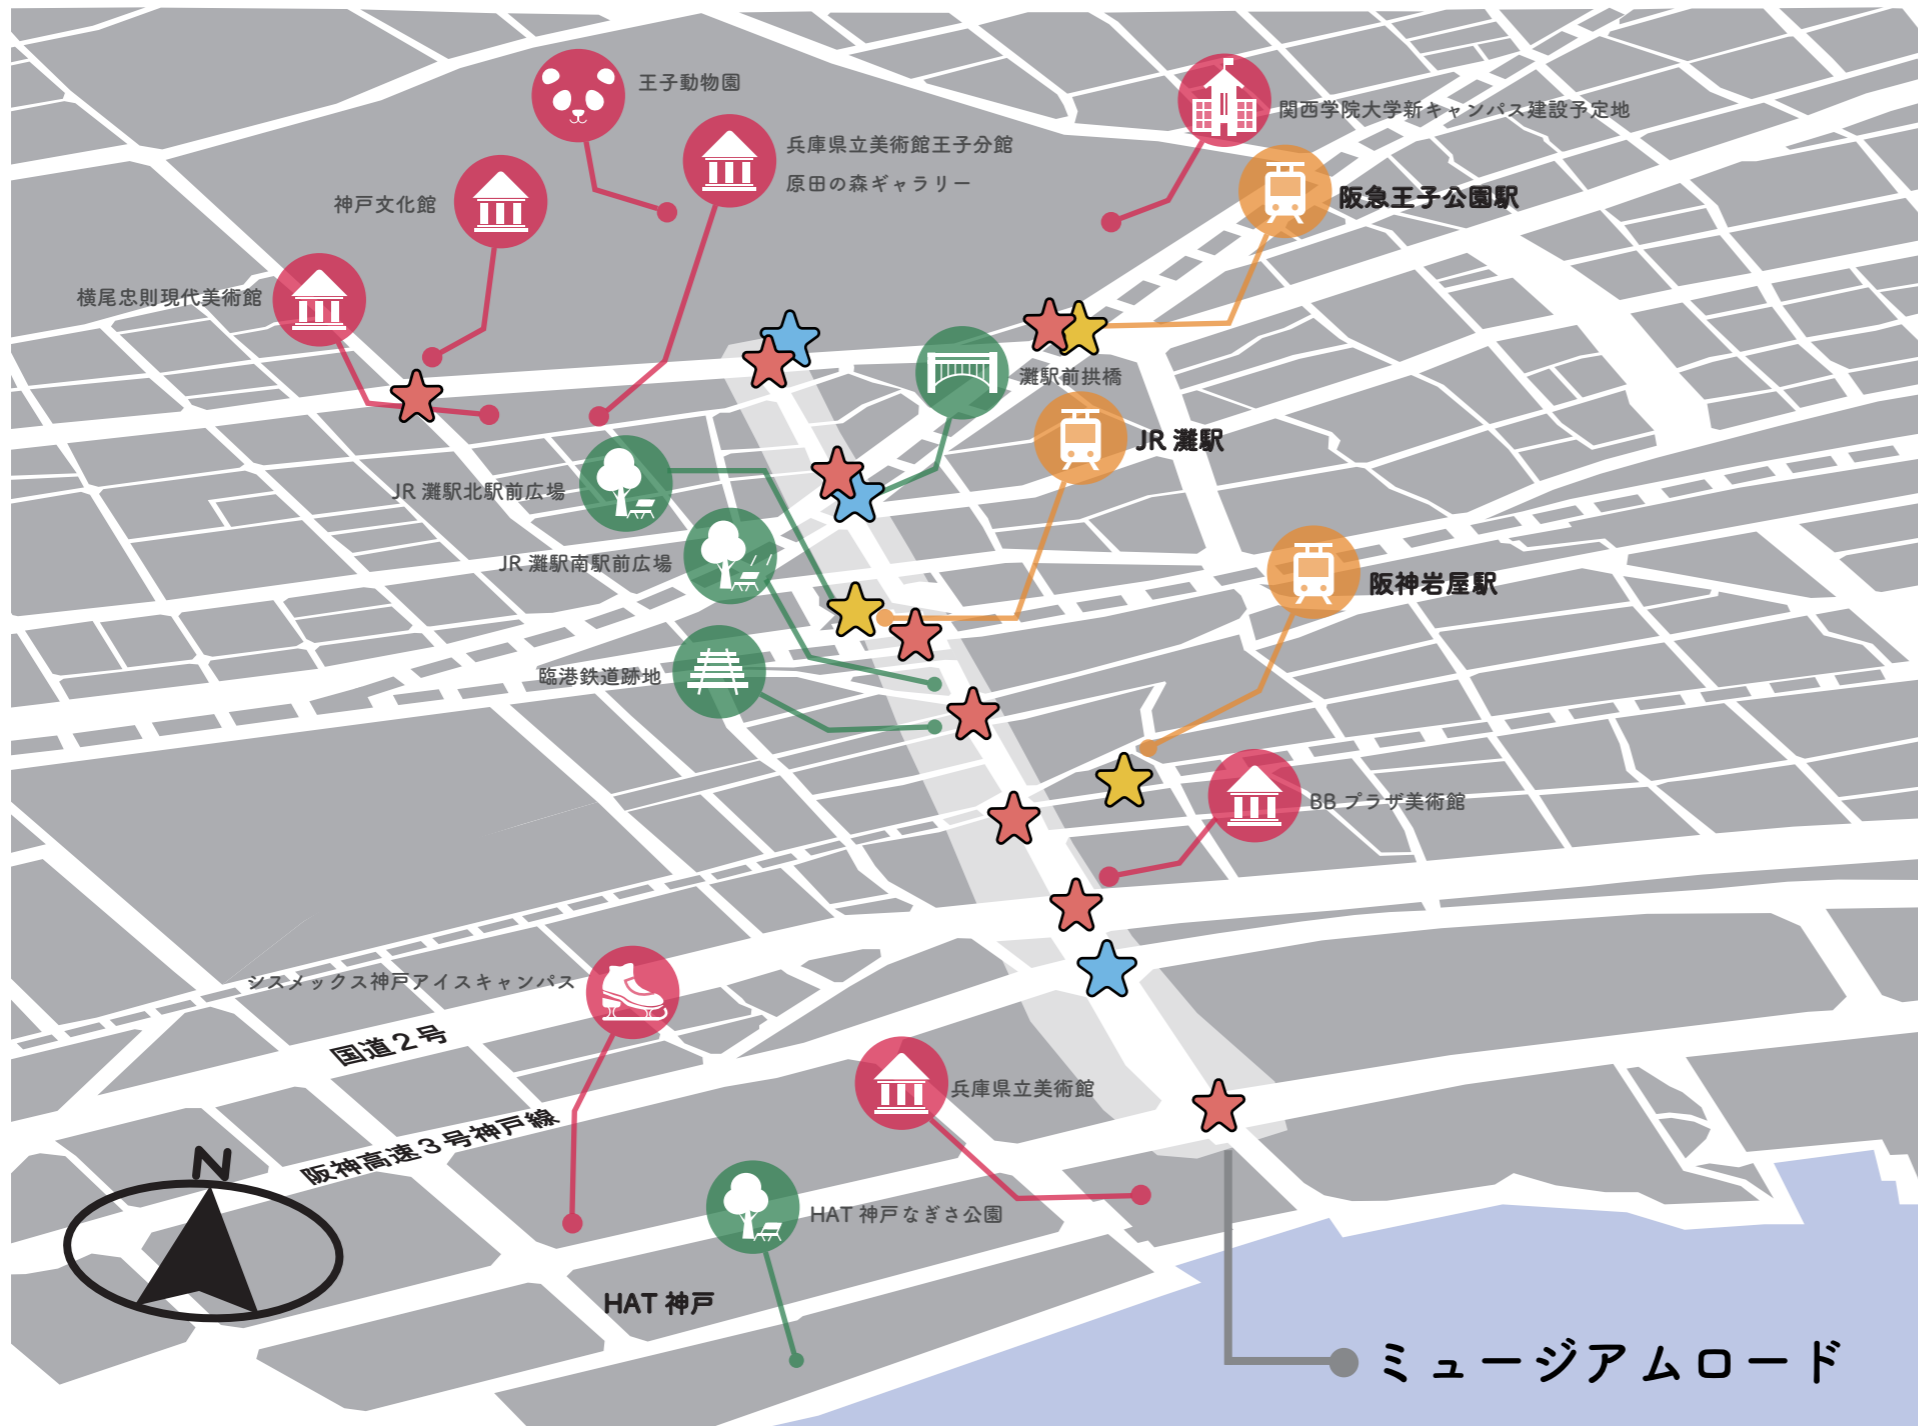 王子動物園
関西学院大学新キャンパス建設予定地
兵庫県立美術館王子分館
原田の森ギャラリー
阪急王子公園駅
神戸文化館
横尾忠則現代美術館
灘駅前拱橋
JR 灘駅
JR 灘駅北駅前広場
JR 灘駅南駅前広場
阪神岩屋駅
臨港鉄道跡地
BB プラザ美術館
シスメックス神戸アイスキャンパス
国道2号
兵庫県立美術館
阪神高速3号神戸線
N
HAT 神戸なぎさ公園
HAT 神戸
ミュージアムロード